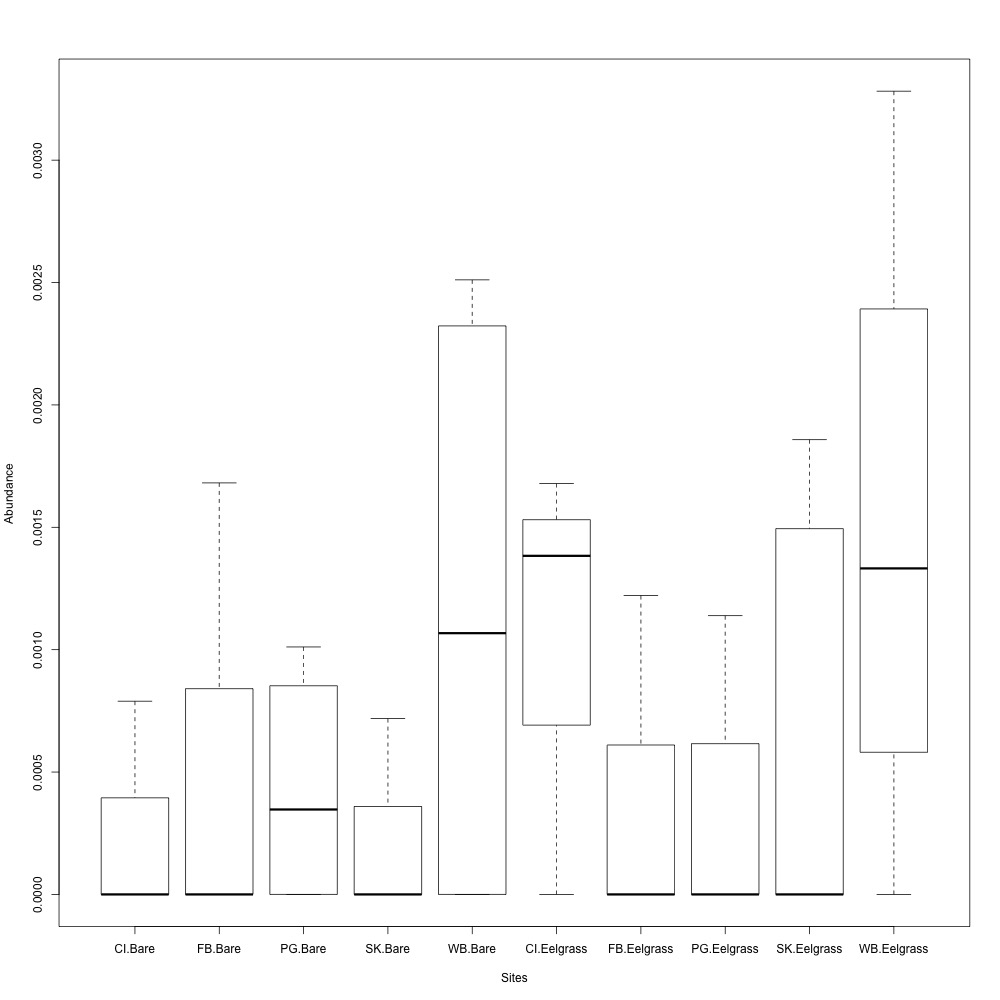 0.0030
0.0025
0.0020
0.0015
0.0010
0.0005
0.0000
Abundance
CI.Bare FB.Bare PG.Bare SK.Bare WB.Bare CI.Eelgrass FB.Eelgrass PG.Eelgrass SK.Eelgrass WB.Eelgrass
Sites